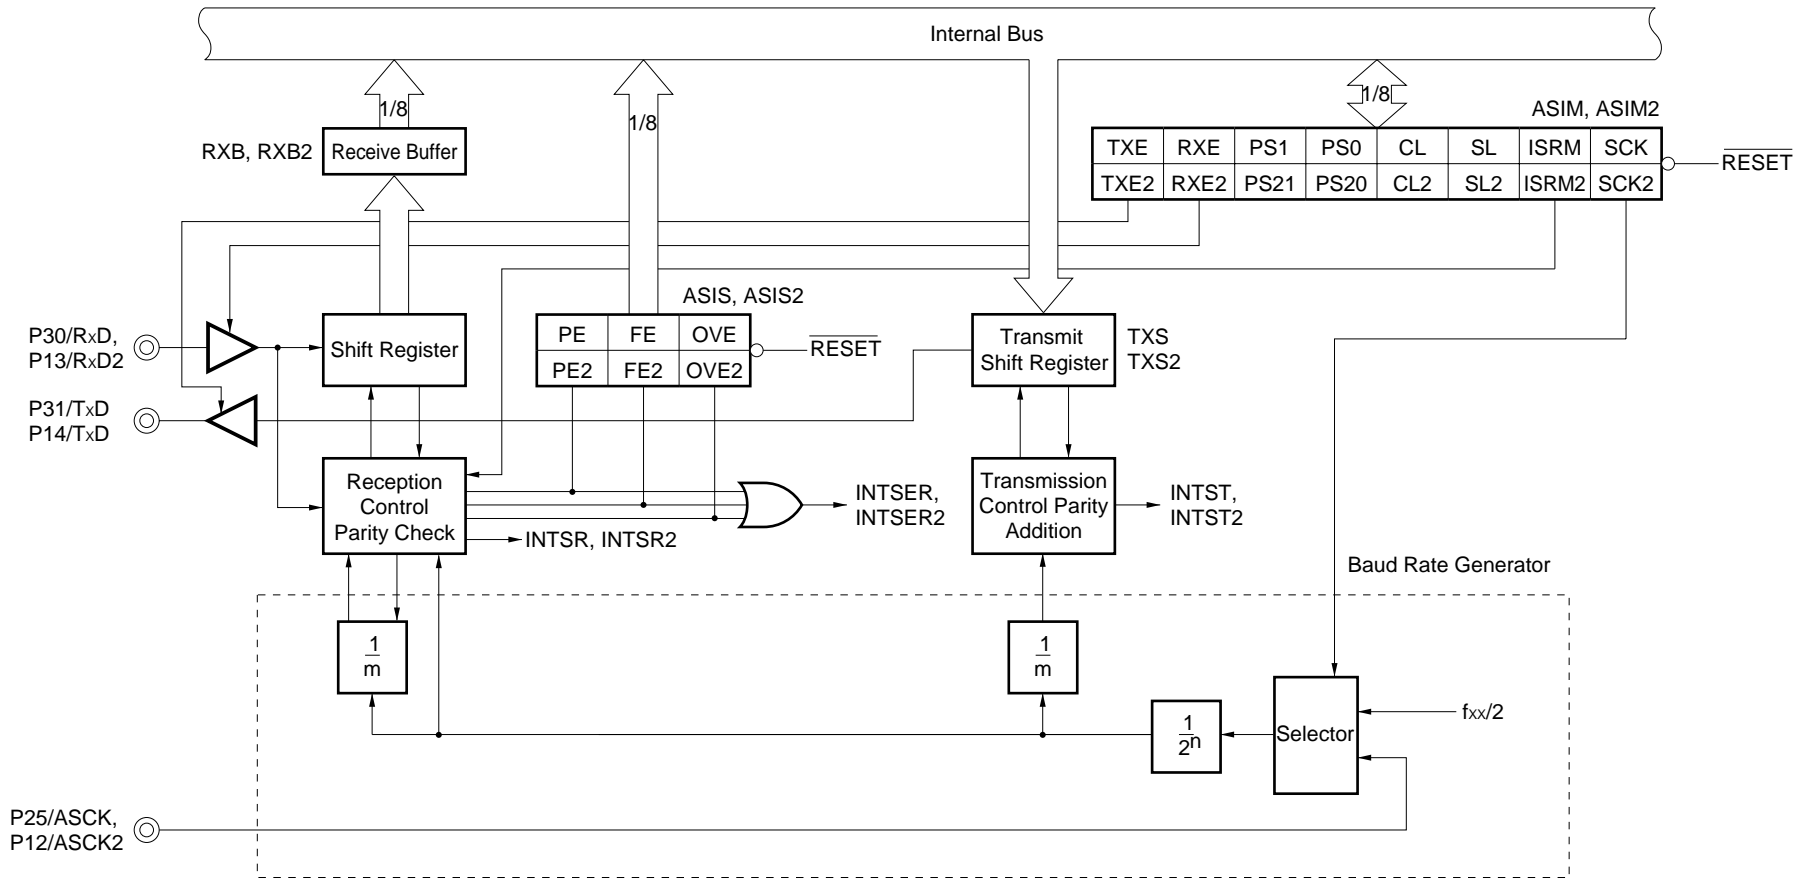 Internal Bus
1/8
1/8
1/8
ASIM, ASIM2
RXB, RXB2
Receive Buffer
TXE RXE PS1 PS0 CL SL ISRM SCK
TXE2 RXE2 PS21 PS20 CL2 SL2 ISRM2 SCK2
RESET
ASIS, ASIS2
P30/RxD,
P13/RxD2
Shift Register
PE FE OVE
PE2 FE2 OVE2
RESET
Transmit
Shift Register
TXS
TXS2
P31/TxD
P14/TxD
Reception
Control
Parity Check
INTSER,
INTSER2
INTSR, INTSR2
Transmission
Control Parity
Addition
INTST,
INTST2
Baud Rate Generator
1
m
1
m
1
2n
Selector
fxx/2
P25/ASCK,
P12/ASCK2